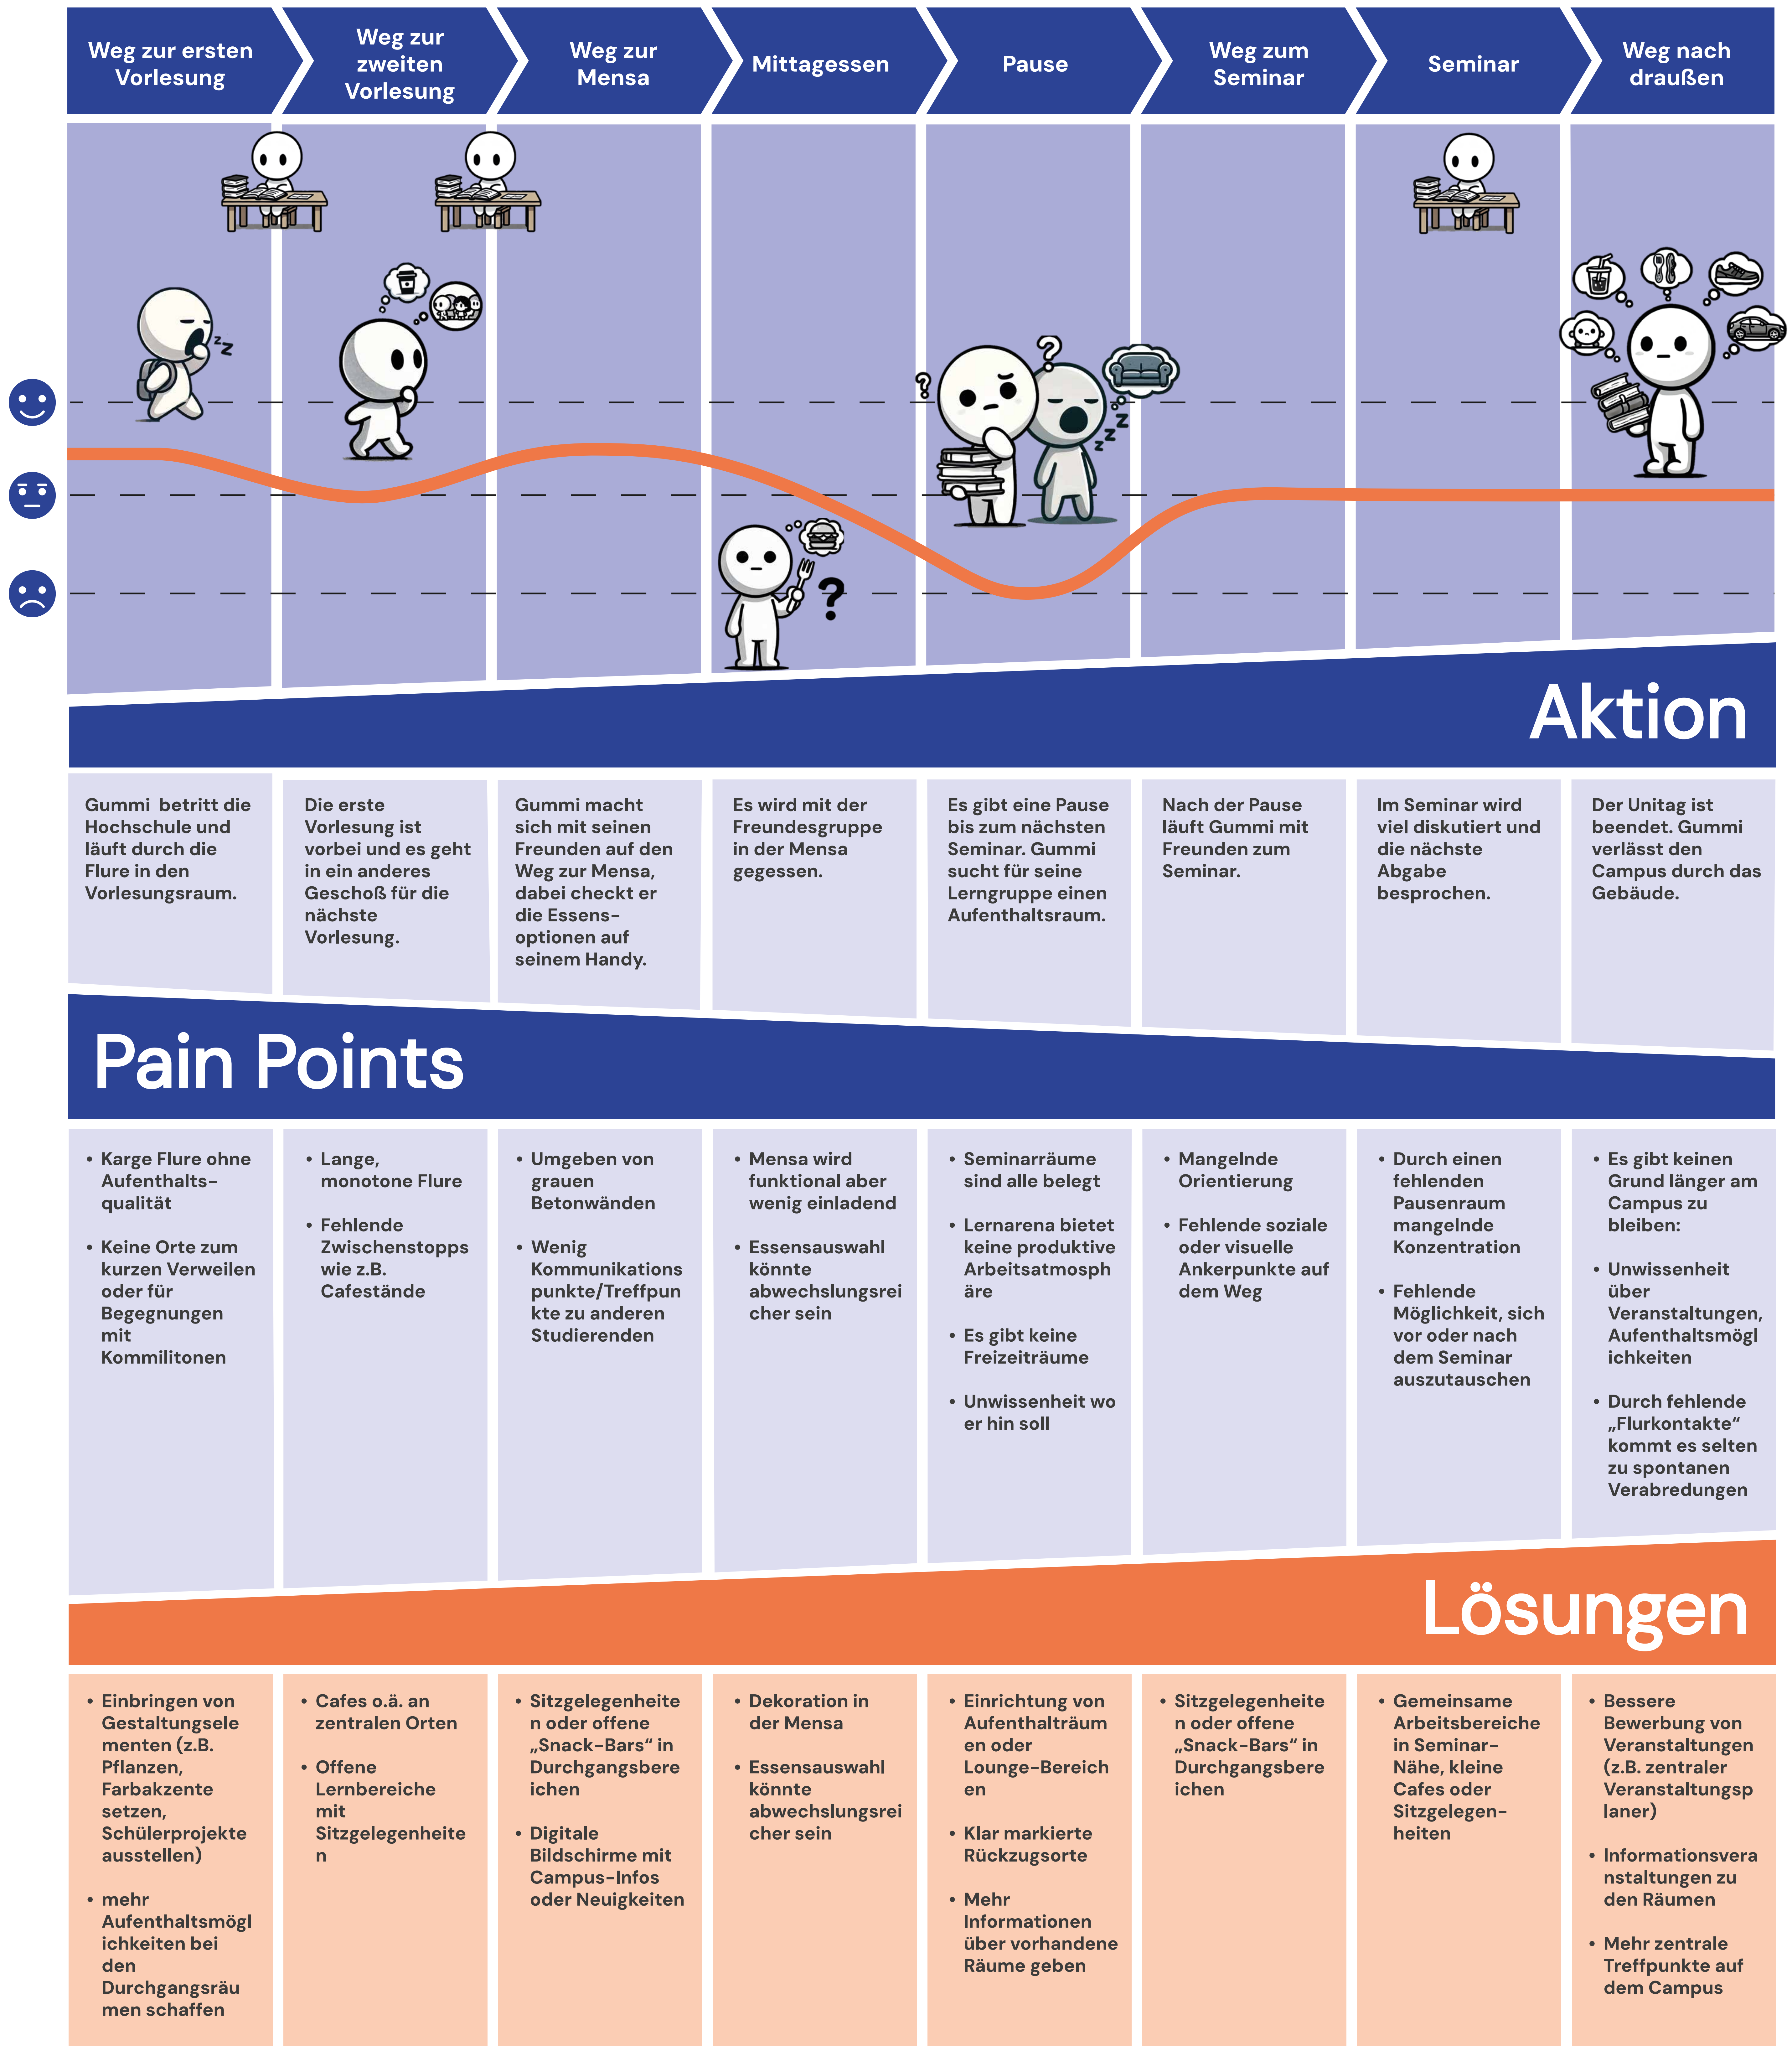 Weg zur ersten
Vorlesung
Weg zur
zweiten
Vorlesung
Weg zur
Mensa
Mittagessen
Pause
Weg zum
Seminar
Seminar
Weg nach
draußen
z
z
?
?
?
z
z
z
Aktion
Gummi betritt die
Hochschule und
läuft durch die
Flure in den
Vorlesungsraum.
Die erste
Vorlesung ist
vorbei und es geht
in ein anderes
Geschoß für die
nächste
Vorlesung.
Gummi macht
sich mit seinen
Freunden auf den
Weg zur Mensa,
dabei checkt er
die Essens-
optionen auf
seinem Handy.
Es wird mit der
Freundesgruppe
in der Mensa
gegessen.
Es gibt eine Pause
bis zum nächsten
Seminar. Gummi
sucht für seine
Lerngruppe einen
Aufenthaltsraum.
Nach der Pause
läuft Gummi mit
Freunden zum
Seminar.
Im Seminar wird
viel diskutiert und
die nächste
Abgabe
besprochen.
Der Unitag ist
beendet. Gummi
verlässt den
Campus durch das
Gebäude.
Pain Points
• Karge Flure ohne
Aufenthalts-
qualität
• Keine Orte zum
kurzen Verweilen
oder für
Begegnungen
mit
Kommilitonen
• Lange,
monotone Flure
• Fehlende
Zwischenstopps
wie z.B.
Cafestände
• Umgeben von
grauen
Betonwänden
• Wenig
Kommunikations
punkte/Treffpun
kte zu anderen
Studierenden
• Mensa wird
funktional aber
wenig einladend
• Essensauswahl
könnte
abwechslungsrei
cher sein
• Seminarräume
sind alle belegt
• Lernarena bietet
keine produktive
Arbeitsatmosph
äre
• Es gibt keine
Freizeiträume
• Unwissenheit wo
er hin soll
• Mangelnde
Orientierung
• Fehlende soziale
oder visuelle
Ankerpunkte auf
dem Weg
• Durch einen
fehlenden
Pausenraum
mangelnde
Konzentration
• Fehlende
Möglichkeit, sich
vor oder nach
dem Seminar
auszutauschen
• Es gibt keinen
Grund länger am
Campus zu
bleiben:
• Unwissenheit
über
Veranstaltungen,
Aufenthaltsmögl
ichkeiten
• Durch fehlende
„Flurkontakte“
kommt es selten
zu spontanen
Verabredungen
Lösungen
• Einbringen von
Gestaltungsele
menten (z.B.
Pflanzen,
Farbakzente
setzen,
Schülerprojekte
ausstellen)
• mehr
Aufenthaltsmögl
ichkeiten bei
den
Durchgangsräu
men schaffen
• Cafes o.ä. an
zentralen Orten
• Offene
Lernbereiche
mit
Sitzgelegenheite
n
• Sitzgelegenheite
n oder offene
„Snack-Bars“ in
Durchgangsbere
ichen
• Digitale
Bildschirme mit
Campus-Infos
oder Neuigkeiten
• Dekoration in
der Mensa
• Essensauswahl
könnte
abwechslungsrei
cher sein
• Einrichtung von
Aufenthalträum
en oder
Lounge-Bereich
en
• Klar markierte
Rückzugsorte
• Mehr
Informationen
über vorhandene
Räume geben
• Sitzgelegenheite
n oder offene
„Snack-Bars“ in
Durchgangsbere
ichen
• Gemeinsame
Arbeitsbereiche
in Seminar-
Nähe, kleine
Cafes oder
Sitzgelegen-
heiten
• Bessere
Bewerbung von
Veranstaltungen
(z.B. zentraler
Veranstaltungsp
laner)
• Informationsvera
nstaltungen zu
den Räumen
• Mehr zentrale
Treffpunkte auf
dem Campus